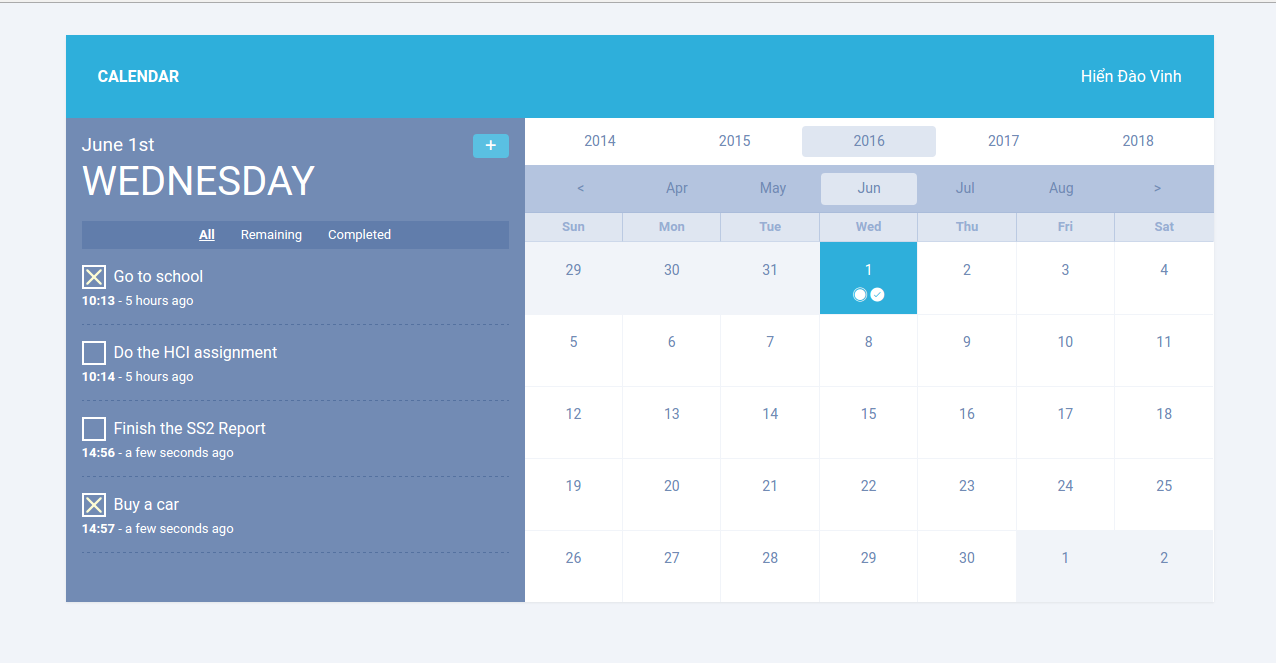 CALENDAR
Hiển Đào Vinh
June 1st
+
WEDNESDAY
All Remaining Completed
Go to school
10:13 - 5 hours ago
Do the HCI assignment
10:14 - 5 hours ago
Finish the SS2 Report
14:56 - a few seconds ago
Buy a car
14:57 - a few seconds ago
2014 2015 2016 2017 2018
< Apr May Jun Jul Aug >
Sun Mon Tue Wed Thu Fri Sat
29 30 31 1 2 3 4
5 6 7 8 9 10 11
12 13 14 15 16 17 18
19 20 21 22 23 24 25
26 27 28 29 30 1 2